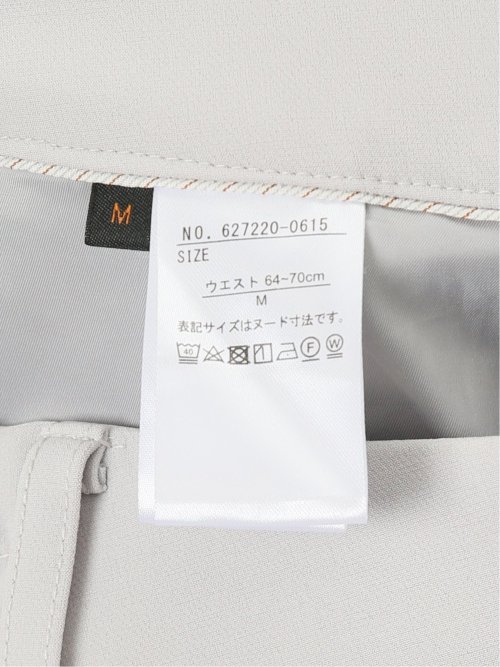 M
NO. 627220-0615
SIZE
ウエスト 64~70cm
M
表記サイズはヌード寸法です。
40 F W